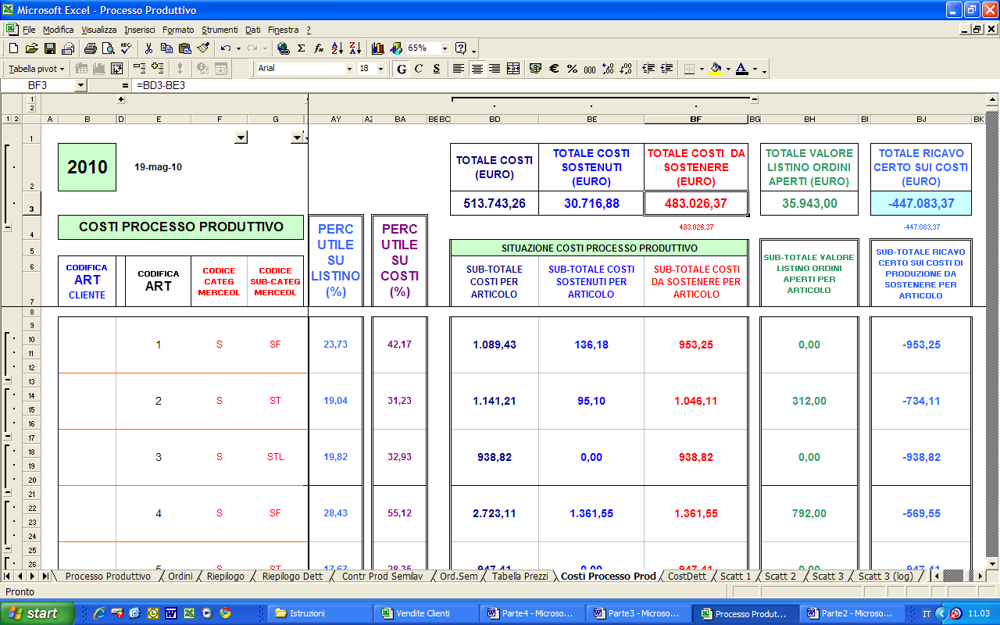 Microsoft Excel - Processo Produttivo
File Modifica Visualizza Inserisci Formato Strumenti Dati Finestra ?
65%
Tabella pivot Arial 18 G C S € % 000
BF3 = =BD3-BE3
1
2
1 2 A B D E F G AY AZ BA BE BC BD BE BF BG BH BI BJ BK
1
2
3
4
5
6
7
8
9
10
11
12
13
14
15
16
17
18
19
20
21
22
23
24
25
26
2010 19-mag-10
TOTALE COSTI (EURO)
TOTALE COSTI SOSTENUTI (EURO)
TOTALE COSTI DA SOSTENERE (EURO)
TOTALE VALORE LISTINO ORDINI APERTI (EURO)
TOTALE RICAVO CERTO SUI COSTI (EURO)
513.743,26 30.716,88 483.026,37 35.943,00 -447.083,37
483.026,37 -447.083,37
COSTI PROCESSO PRODUTTIVO
PERC UTILE SU LISTINO (%)
PERC UTILE SU COSTI (%)
SITUAZIONE COSTI PROCESSO PRODUTTIVO
CODIFICA ART CLIENTE
CODIFICA ART
CODICE CATEG MERCEOL
CODICE SUB-CATEG MERCEOL
SUB-TOTALE COSTI PER ARTICOLO
SUB-TOTALE COSTI SOSTENUTI PER ARTICOLO
SUB-TOTALE COSTI DA SOSTENERE PER ARTICOLO
SUB-TOTALE VALORE LISTINO ORDINI APERTI PER ARTICOLO
SUB-TOTALE RICAVO CERTO SUI COSTI DI PRODUZIONE DA SOSTENERE PER ARTICOLO
1 S SF 23,73 42,17 1.089,43 136,18 953,25 0,00 -953,25
2 S ST 19,04 31,23 1.141,21 95,10 1.046,11 312,00 -734,11
3 S STL 19,82 32,93 938,82 0,00 938,82 0,00 -938,82
4 S SF 28,43 55,12 2.723,11 1.361,55 1.361,55 792,00 -569,55
5 S ST 17,67 28,35 947,41 0,00 947,41 0,00 -947,41
Processo Produttivo Ordini Riepilogo Riepilogo Dett Contr Prod Semilav Ord.Sem Tabella Prezzi Costi Processo Prod CostDett Scatt 1 Scatt 2 Scatt 3 Scatt 3 (log)
Pronto
start Istruzioni Vendite Clienti Parte4 - Microso... Parte3 - Microso... Processo Produt... Parte2 - Microso... IT 11.03